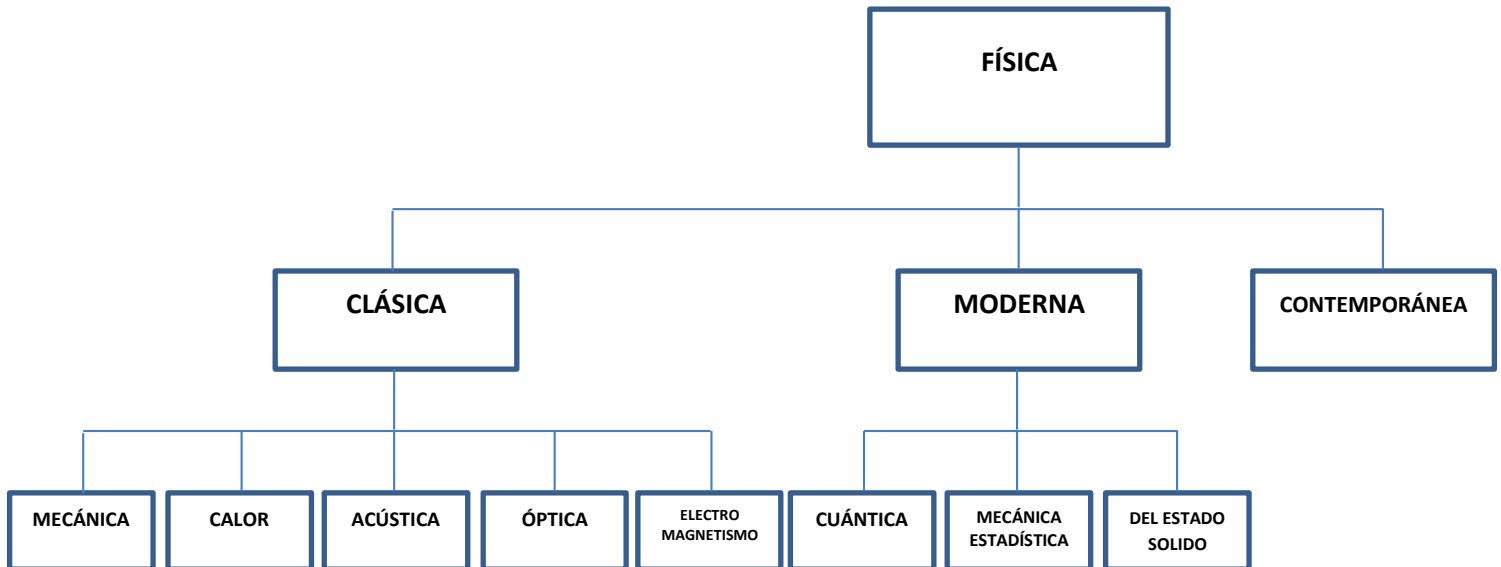 FÍSICA
CLÁSICA
MODERNA
CONTEMPORÁNEA
MECÁNICA
CALOR
ACÚSTICA
ÓPTICA
ELECTRO
MAGNETISMO
CUÁNTICA
MECÁNICA
ESTADÍSTICA
DEL ESTADO
SOLIDO